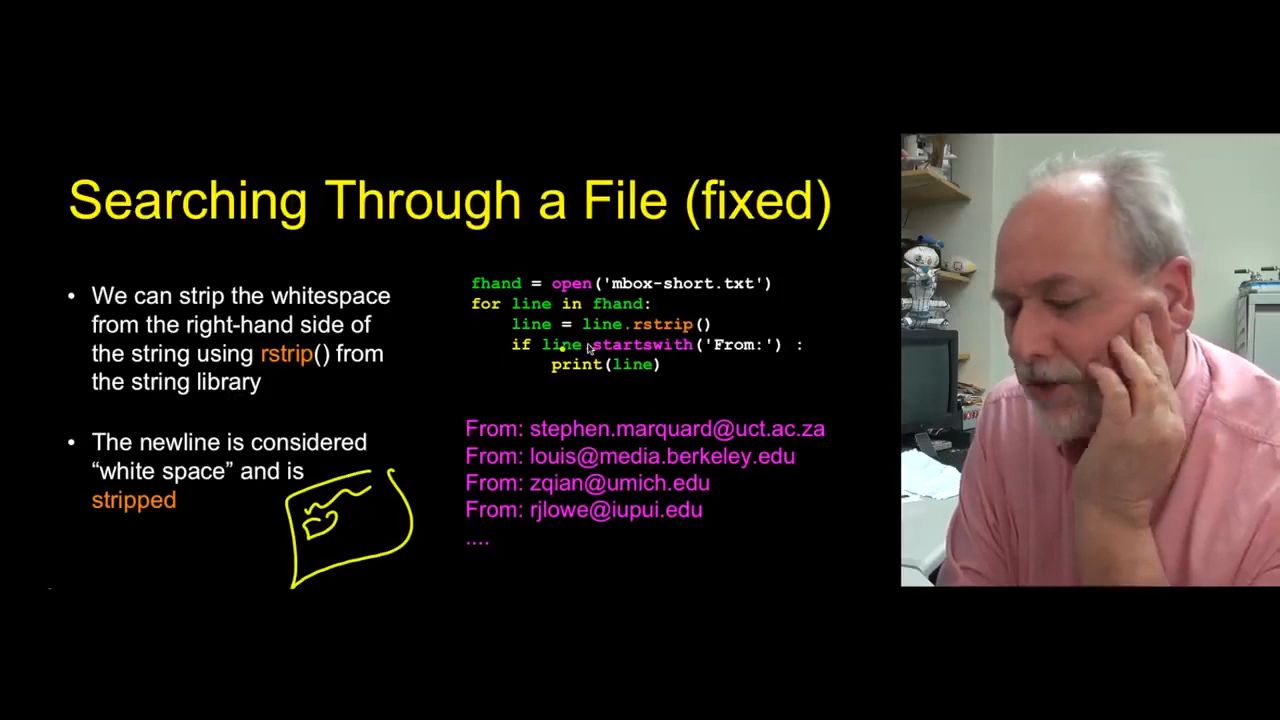 Searching Through a File (fixed)
• We can strip the whitespace
from the right-hand side of
the string using rstrip() from
the string library
• The newline is considered
“white space” and is
stripped
fhand = open('mbox-short.txt')
for line in fhand:
    line = line.rstrip()
    if line.startswith('From:') :
        print(line)
From: stephen.marquard@uct.ac.za
From: louis@media.berkeley.edu
From: zqian@umich.edu
From: rjlowe@iupui.edu
....